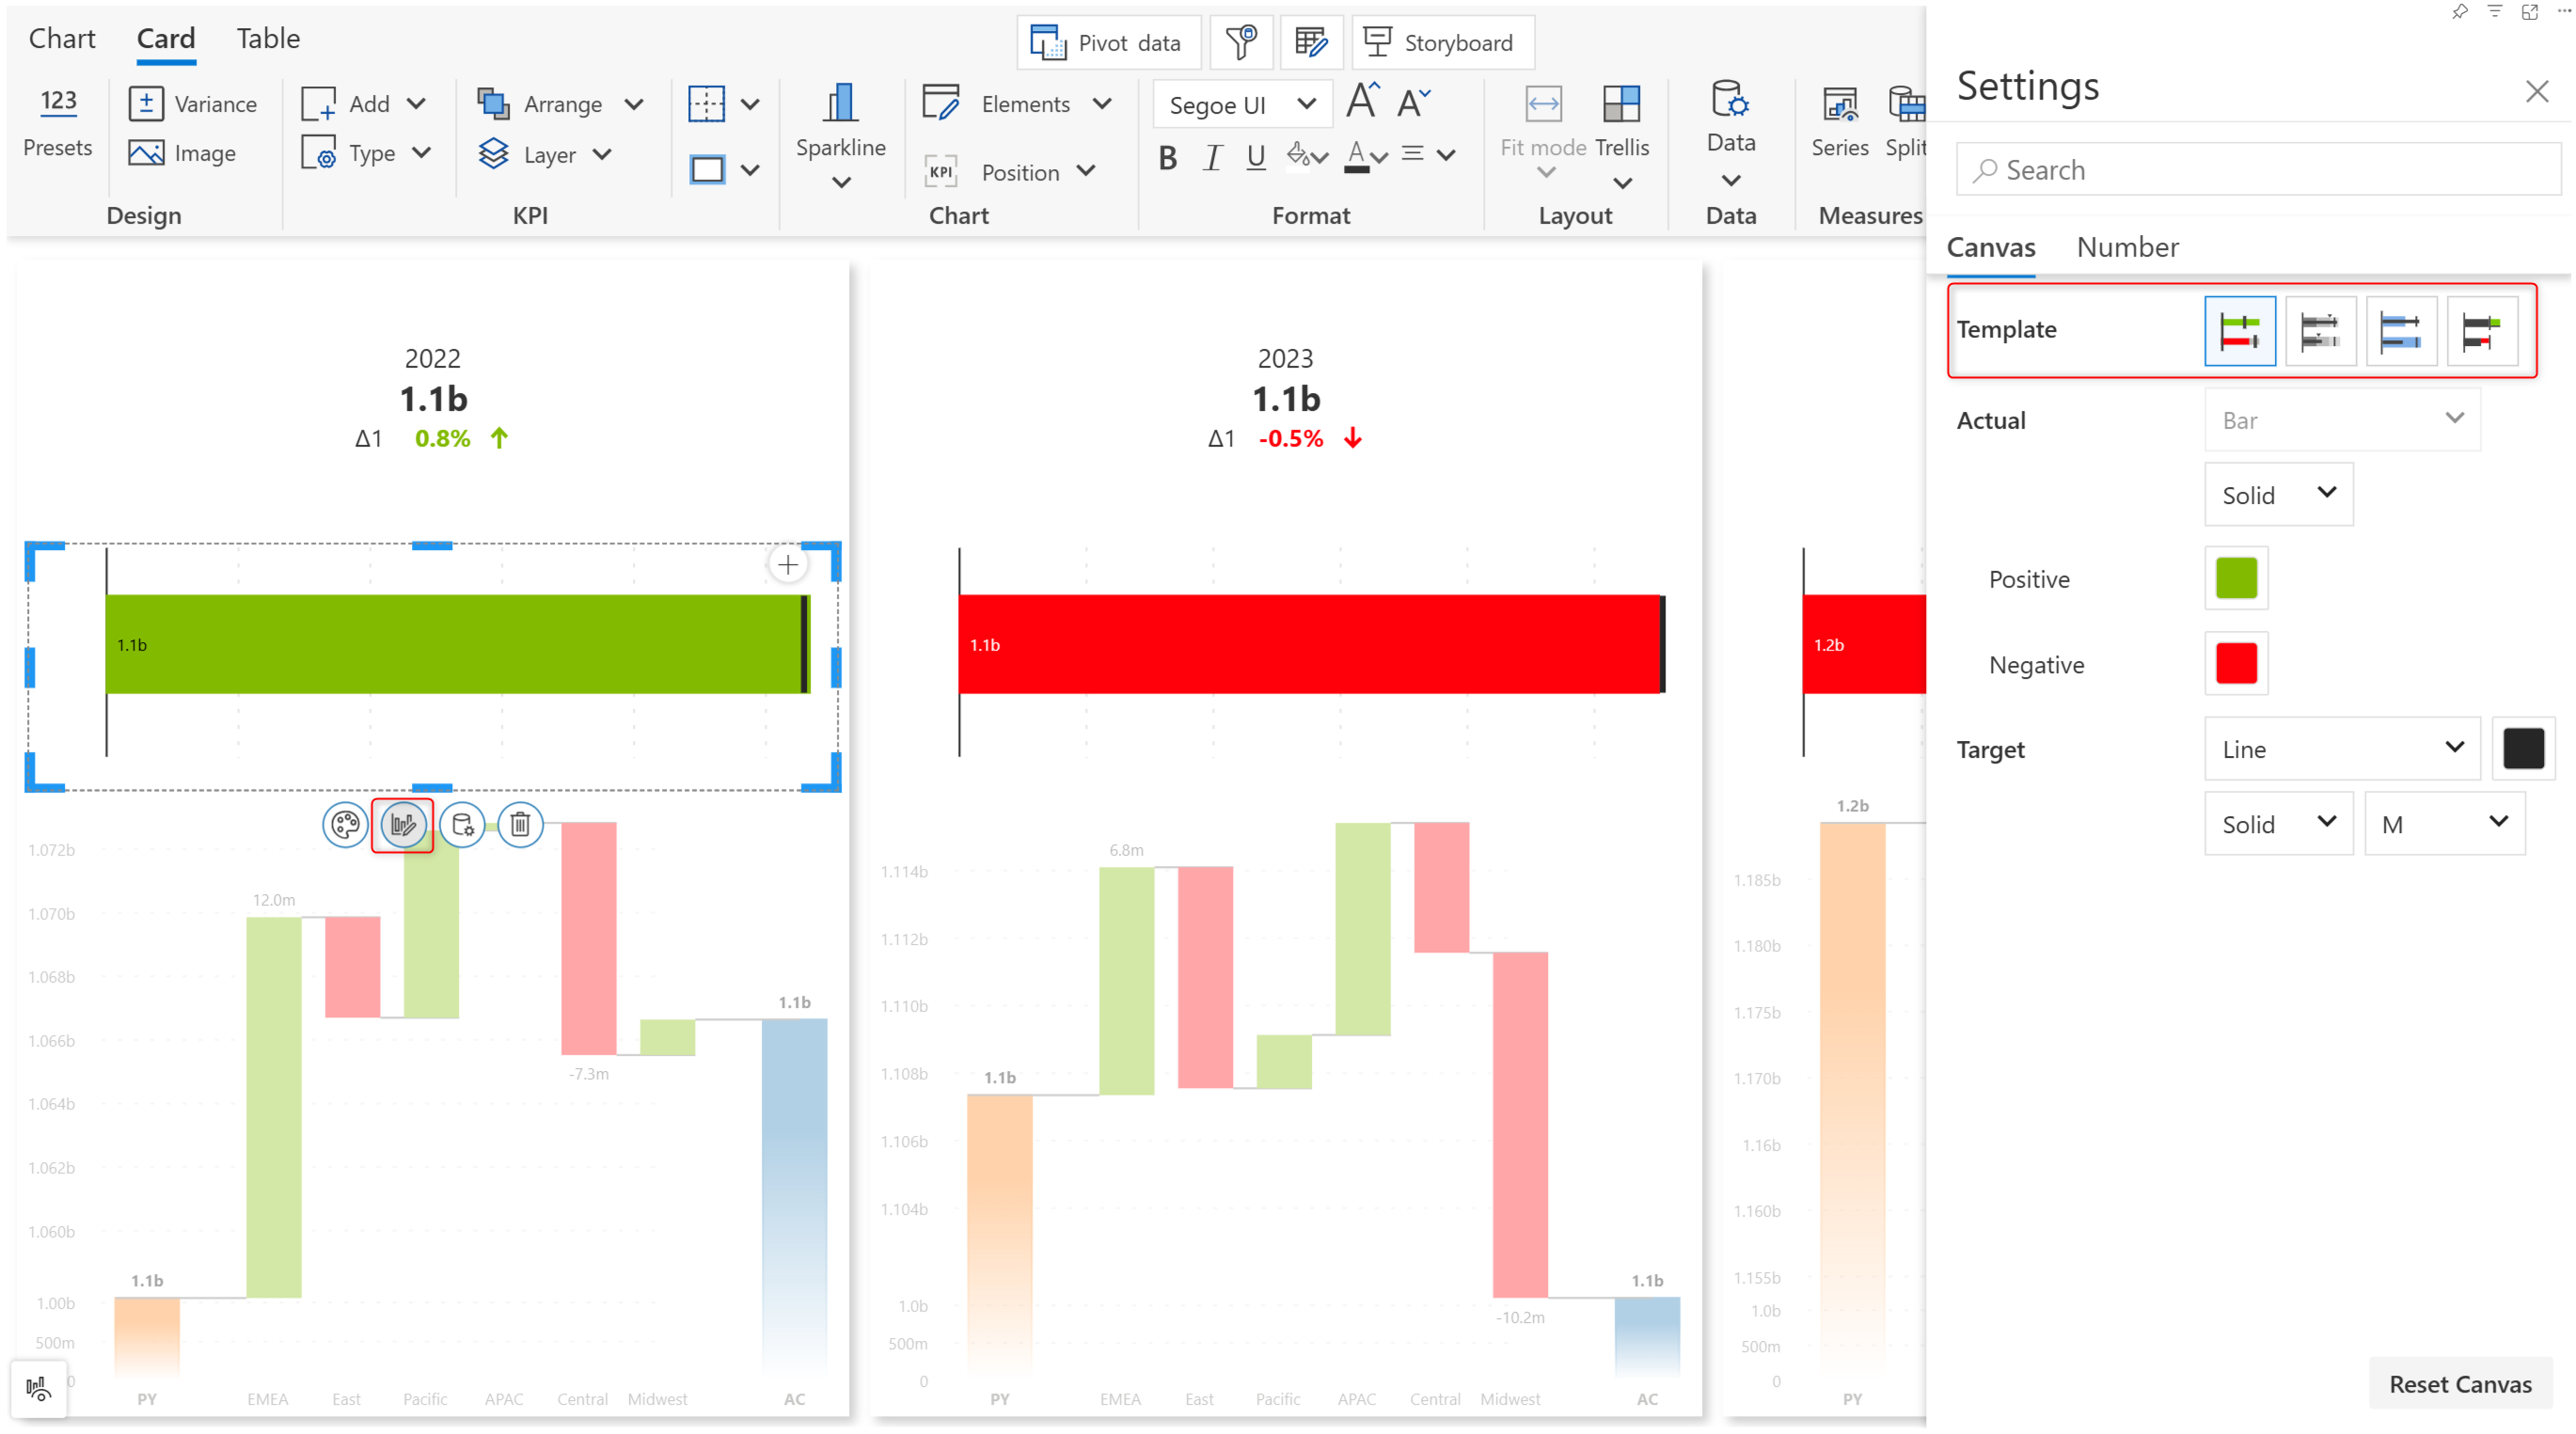 Chart Card Table
Pivot data Storyboard
123
Presets
Variance
Image
Design
Add
Type
Arrange
Layer
KPI
Sparkline
Elements
KPI Position
Chart
Segoe UI
A A
B I U A
Format
Fit mode Trellis
Layout
Data
Data
Series Split
Measures
Settings
Search
Canvas Number
Template
Actual Bar
Solid
Positive
Negative
Target Line
Solid M
Reset Canvas
2022
1.1b
Δ1 0.8%
1.1b
1.072b
1.070b
1.068b
1.066b
1.064b
1.062b
1.060b
1.00b
500m
0
12.0m
-7.3m
1.1b
1.1b
PY EMEA East Pacific APAC Central Midwest AC
2023
1.1b
Δ1 -0.5%
1.1b
1.114b
1.112b
1.110b
1.108b
1.106b
1.104b
1.0b
500m
0
6.8m
1.1b
-10.2m
1.1b
PY EMEA East Pacific APAC Central Midwest AC
1.2b
1.2b
1.185b
1.180b
1.175b
1.170b
1.16b
1.160b
1.155b
1.0b
500m
0
PY